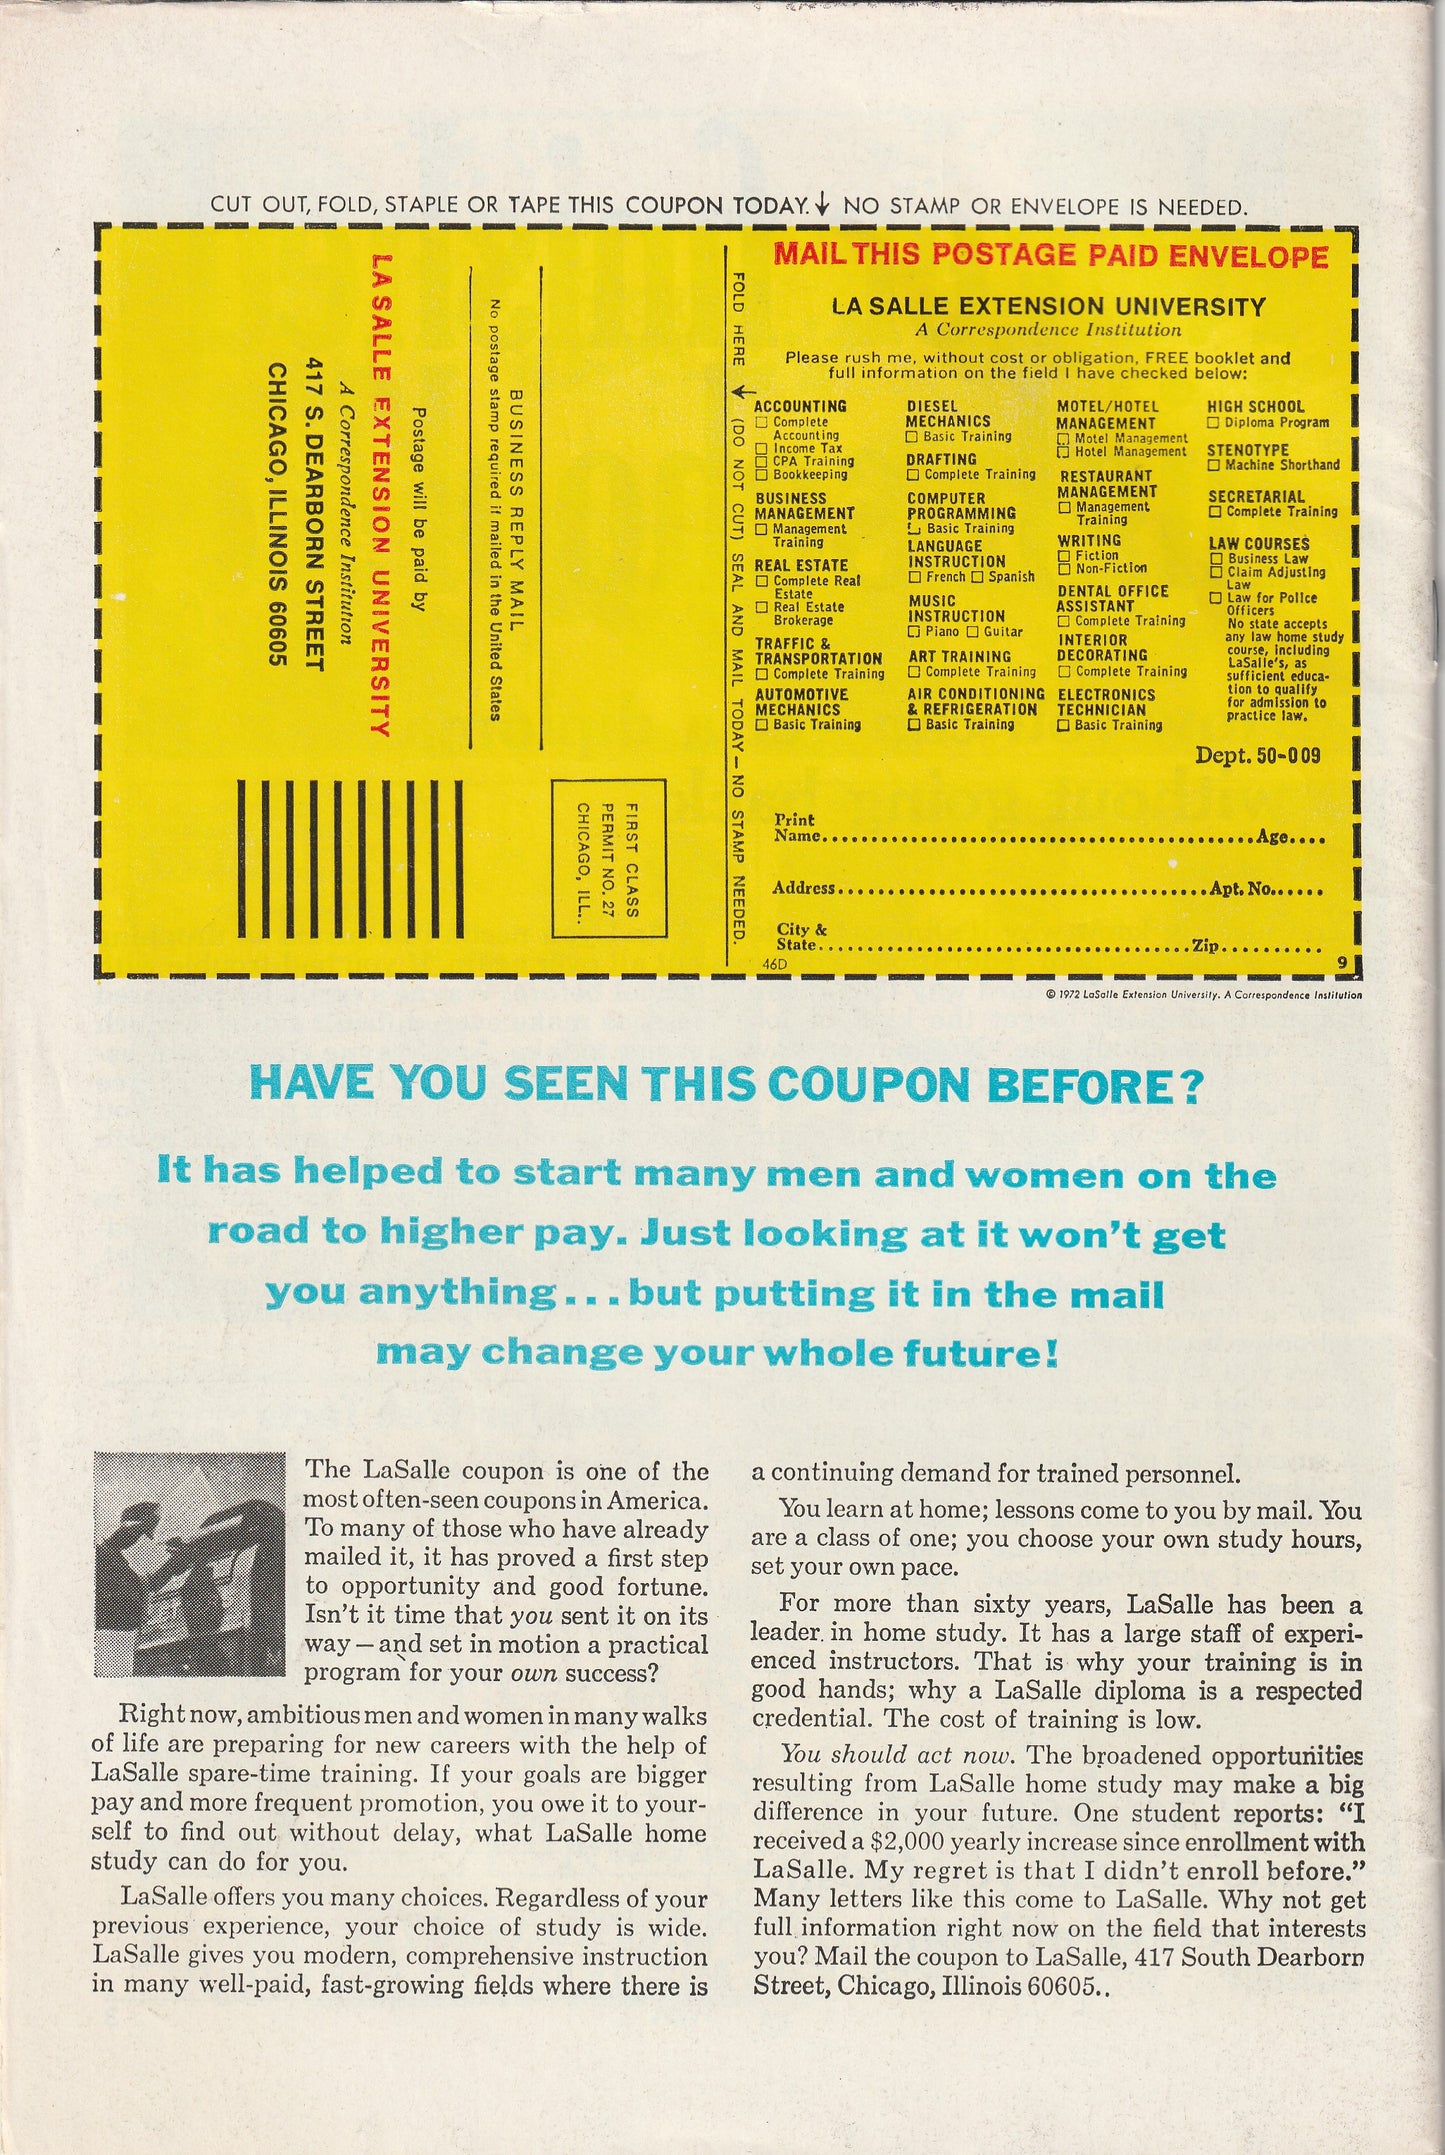 CUT OUT, FOLD, STAPLE OR TAPE THIS COUPON TODAY.↓ NO STAMP OR ENVELOPE IS NEEDED.
BUSINESS REPLY MAIL
No postage stamp required if mailed in the United States
Postage will be paid by
LA SALLE EXTENSION UNIVERSITY
A Correspondence Institution
417 S. DEARBORN STREET
CHICAGO, ILLINOIS 60605
FIRST CLASS
PERMIT NO. 27
CHICAGO, ILL..
FOLD HERE ← (DO NOT CUT) SEAL AND MAIL TODAY — NO STAMP NEEDED.
MAIL THIS POSTAGE PAID ENVELOPE
LA SALLE EXTENSION UNIVERSITY
A Correspondence Institution
Please rush me, without cost or obligation, FREE booklet and
full information on the field I have checked below:
ACCOUNTING
☐ Complete
Accounting
☐ Income Tax
☐ CPA Training
☐ Bookkeeping
BUSINESS
MANAGEMENT
☐ Management
Training
REAL ESTATE
☐ Complete Real
Estate
☐ Real Estate
Brokerage
TRAFFIC &
TRANSPORTATION
☐ Complete Training
AUTOMOTIVE
MECHANICS
☐ Basic Training
DIESEL
MECHANICS
☐ Basic Training
DRAFTING
☐ Complete Training
COMPUTER
PROGRAMMING
☐ Basic Training
LANGUAGE
INSTRUCTION
☐ French ☐ Spanish
MUSIC
INSTRUCTION
☐ Piano ☐ Guitar
ART TRAINING
☐ Complete Training
AIR CONDITIONING
& REFRIGERATION
☐ Basic Training
MOTEL/HOTEL
MANAGEMENT
☐ Motel Management
☐ Hotel Management
RESTAURANT
MANAGEMENT
☐ Management
Training
WRITING
☐ Fiction
☐ Non-Fiction
DENTAL OFFICE
ASSISTANT
☐ Complete Training
INTERIOR
DECORATING
☐ Complete Training
ELECTRONICS
TECHNICIAN
☐ Basic Training
HIGH SCHOOL
☐ Diploma Program
STENOTYPE
☐ Machine Shorthand
SECRETARIAL
☐ Complete Training
LAW COURSES
☐ Business Law
☐ Claim Adjusting
Law
☐ Law for Police
Officers
No state accepts
any law home study
course, including
LaSalle's, as
sufficient educa-
tion to qualify
for admission to
practice law.
Dept. 50-009
Print
Name........................................Age....
Address........................................Apt. No......
City &
State........................................Zip..........
46D
9
© 1972 LaSalle Extension University. A Correspondence Institution
HAVE YOU SEEN THIS COUPON BEFORE?
It has helped to start many men and women on the
road to higher pay. Just looking at it won't get
you anything...but putting it in the mail
may change your whole future!
The LaSalle coupon is one of the
most often-seen coupons in America.
To many of those who have already
mailed it, it has proved a first step
to opportunity and good fortune.
Isn't it time that you sent it on its
way—and set in motion a practical
program for your own success?
Right now, ambitious men and women in many walks
of life are preparing for new careers with the help of
LaSalle spare-time training. If your goals are bigger
pay and more frequent promotion, you owe it to your-
self to find out without delay, what LaSalle home
study can do for you.
LaSalle offers you many choices. Regardless of your
previous experience, your choice of study is wide.
LaSalle gives you modern, comprehensive instruction
in many well-paid, fast-growing fields where there is
a continuing demand for trained personnel.
You learn at home; lessons come to you by mail. You
are a class of one; you choose your own study hours,
set your own pace.
For more than sixty years, LaSalle has been a
leader in home study. It has a large staff of experi-
enced instructors. That is why your training is in
good hands; why a LaSalle diploma is a respected
credential. The cost of training is low.
You should act now. The broadened opportunities
resulting from LaSalle home study may make a big
difference in your future. One student reports: “I
received a $2,000 yearly increase since enrollment with
LaSalle. My regret is that I didn't enroll before.”
Many letters like this come to LaSalle. Why not get
full information right now on the field that interests
you? Mail the coupon to LaSalle, 417 South Dearborn
Street, Chicago, Illinois 60605..